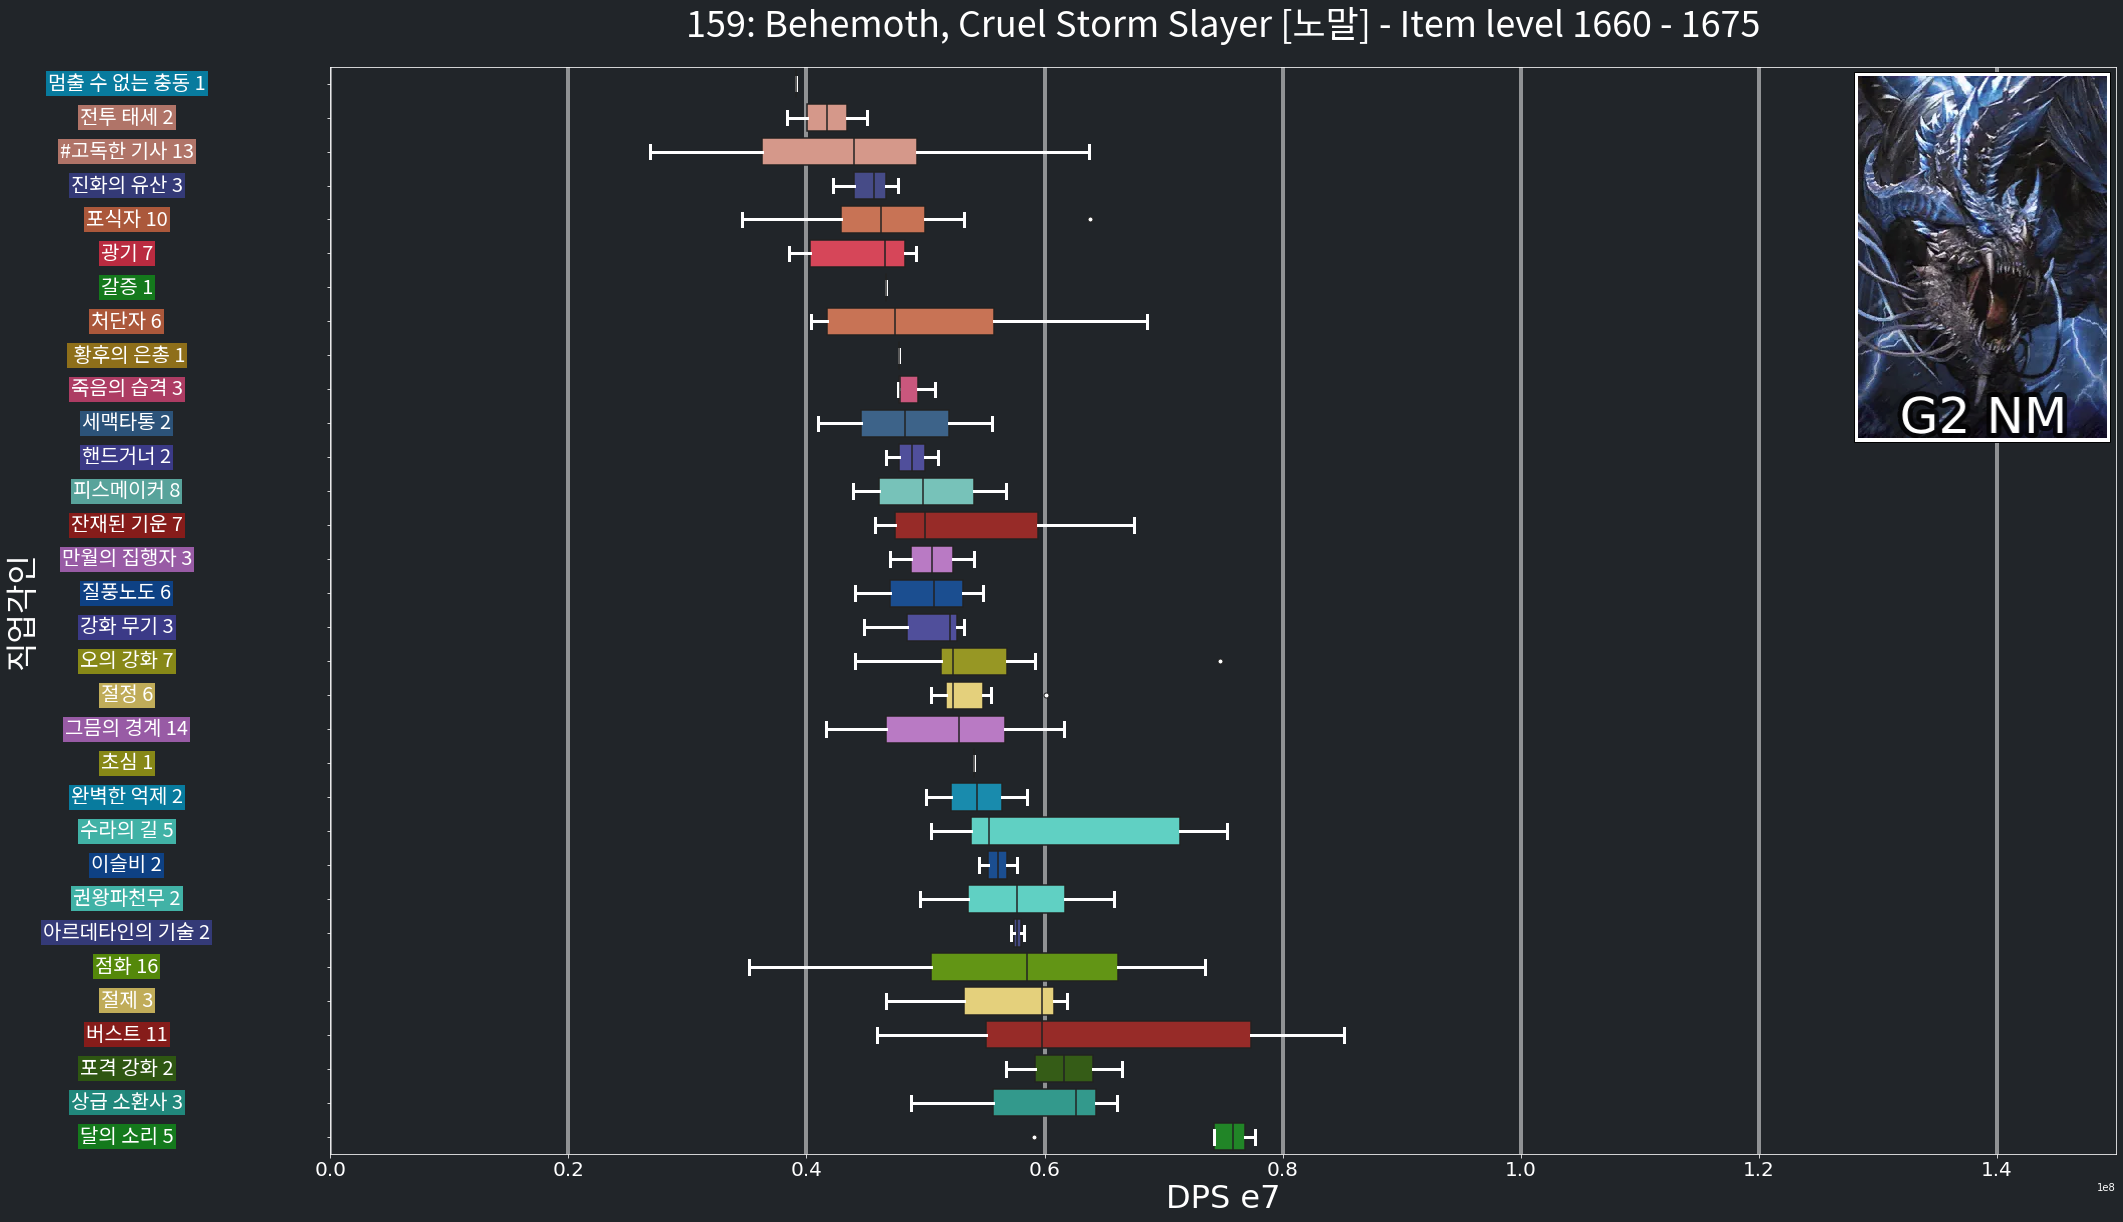 159: Behemoth, Cruel Storm Slayer [노말] - Item level 1660 - 1675
멈출 수 없는 충동 1
전투 태세 2
#고독한 기사 13
진화의 유산 3
포식자 10
광기 7
갈증 1
처단자 6
황후의 은총 1
죽음의 습격 3
세맥타통 2
핸드거너 2
피스메이커 8
잔재된 기운 7
만월의 집행자 3
질풍노도 6
강화 무기 3
오의 강화 7
절정 6
그믐의 경계 14
초심 1
완벽한 억제 2
수라의 길 5
이슬비 2
권왕파천무 2
아르데타인의 기술 2
점화 16
절제 3
버스트 11
포격 강화 2
상급 소환사 3
달의 소리 5
직업각인
G2 NM
0.0 0.2 0.4 0.6 0.8 1.0 1.2 1.4
1e8
DPS e7